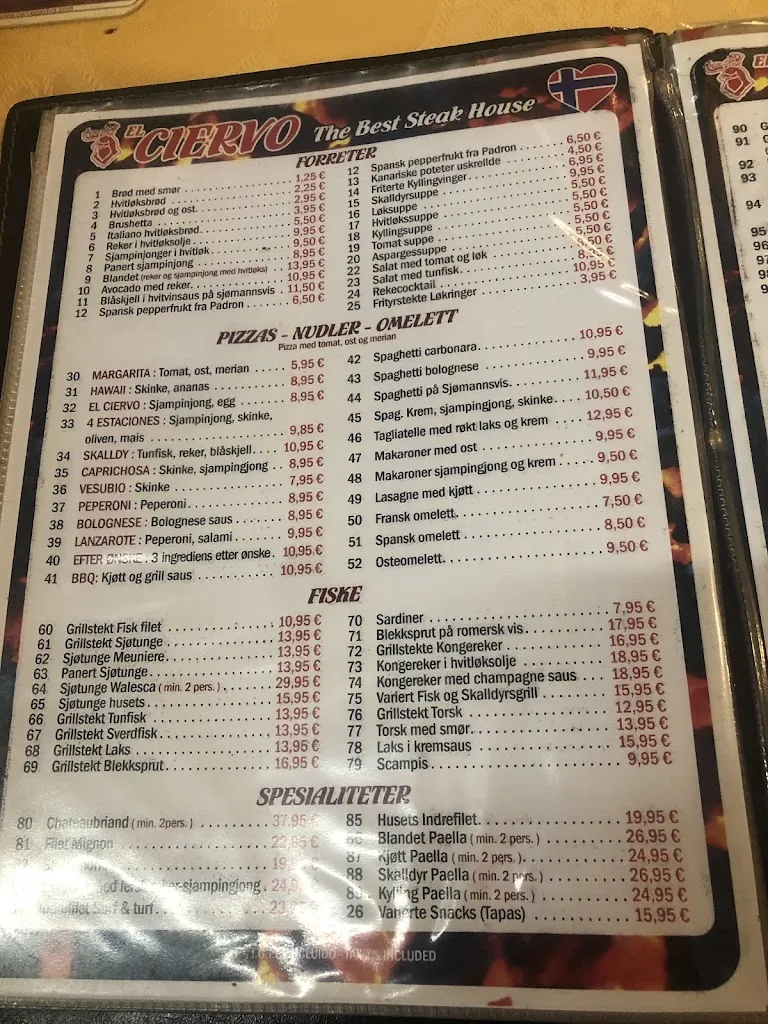 EL CIERVO The Best Steak House
FORRETER
1 Brød med smør 1,25 €
2 Hvitløksbrød 2,25 €
3 Hvitløksbrød og ost 2,95 €
4 Brushetta 3,95 €
5 Italiano hvitløksbrød 5,50 €
6 Reker i hvitløksolje 9,95 €
7 Sjampinjonger i hvitløk 9,50 €
8 Panert sjampinjong 8,95 €
9 Blandet (reker og sjampinjong med hvitløks) 13,95 €
10 Avocado med reker 10,95 €
11 Blåskjell i hvitvinsaus på sjømannsvis 11,50 €
12 Spansk pepperfrukt fra Padron 6,50 €
12 Spansk pepperfrukt fra Padron 6,50 €
13 Kanariske poteter uskrellde 4,50 €
14 Friterte Kyllingvinger 6,95 €
15 Skalldyrsuppe 9,95 €
16 Løksuppe 5,50 €
17 Hvitløkssuppe 5,50 €
18 Kyllingsuppe 5,50 €
19 Tomat suppe 5,50 €
20 Aspargessuppe 5,50 €
22 Salat med tomat og løk
23 Salat med tunfisk
24 Rekecocktail 10,95 €
25 Frityrstekte Løkringer 3,95 €
PIZZAS - NUDLER - OMELETT
Pizza med tomat, ost og merian
30 MARGARITA : Tomat, ost, merian 5,95 €
31 HAWAII : Skinke, ananas 8,95 €
32 EL CIERVO : Sjampinjong, egg 8,95 €
33 4 ESTACIONES : Sjampinjong, skinke,
oliven, mais 9,85 €
34 SKALLDY : Tunfisk, reker, blåskjell 10,95 €
35 CAPRICHOSA : Skinke, sjampingjong 8,95 €
36 VESUBIO : Skinke 7,95 €
37 PEPERONI : Peperoni 8,95 €
38 BOLOGNESE : Bolognese saus 8,95 €
39 LANZAROTE : Peperoni, salami 9,95 €
40 EFTER ØNSKE : 3 ingrediens etter ønske 10,95 €
41 BBQ: Kjøtt og grill saus 10,95 €
42 Spaghetti carbonara 10,95 €
43 Spaghetti bolognese 9,95 €
44 Spaghetti på Sjømannsvis 11,95 €
45 Spag. Krem, sjampingjong, skinke 10,50 €
46 Tagliatelle med røkt laks og krem 12,95 €
47 Makaroner med ost 9,95 €
48 Makaroner sjampingjong og krem 9,50 €
49 Lasagne med kjøtt 9,95 €
50 Fransk omelett 7,50 €
51 Spansk omelett 8,50 €
52 Osteomelett 9,50 €
FISKE
60 Grillstekt Fisk filet 10,95 €
61 Grillstekt Sjøtunge 13,95 €
62 Sjøtunge Meuniere 13,95 €
63 Panert Sjøtunge 13,95 €
64 Sjøtunge Walesca (min. 2 pers.) 29,95 €
65 Sjøtunge husets 15,95 €
66 Grillstekt Tunfisk 13,95 €
67 Grillstekt Sverdfisk 13,95 €
68 Grillstekt Laks 13,95 €
69 Grillstekt Blekksprut 16,95 €
70 Sardiner 7,95 €
71 Blekksprut på romersk vis 17,95 €
72 Grillstekte Kongereker 16,95 €
73 Kongereker i hvitløksolje 18,95 €
74 Kongereker med champagne saus 18,95 €
75 Variert Fisk og Skalldyrsgrill 15,95 €
76 Grillstekt Torsk 12,95 €
77 Torsk med smør 13,95 €
78 Laks i kremsaus 15,95 €
79 Scampis 9,95 €
SPESIALITETER
80 Chateaubriand (min. 2pers.) 37,95 €
81 Filet Mignon
sjampingjong
Surf & turf
85 Husets Indrefilet 19,95 €
86 Blandet Paella (min. 2 pers.) 26,95 €
87 Kjøtt Paella (min. 2 pers.) 24,95 €
88 Skalldyr Paella (min. 2 pers.) 26,95 €
Kylling Paella (min. 2 pers.) 24,95 €
26 Varierte Snacks (Tapas) 15,95 €
INCLUDED
90
91
92
93
94
95